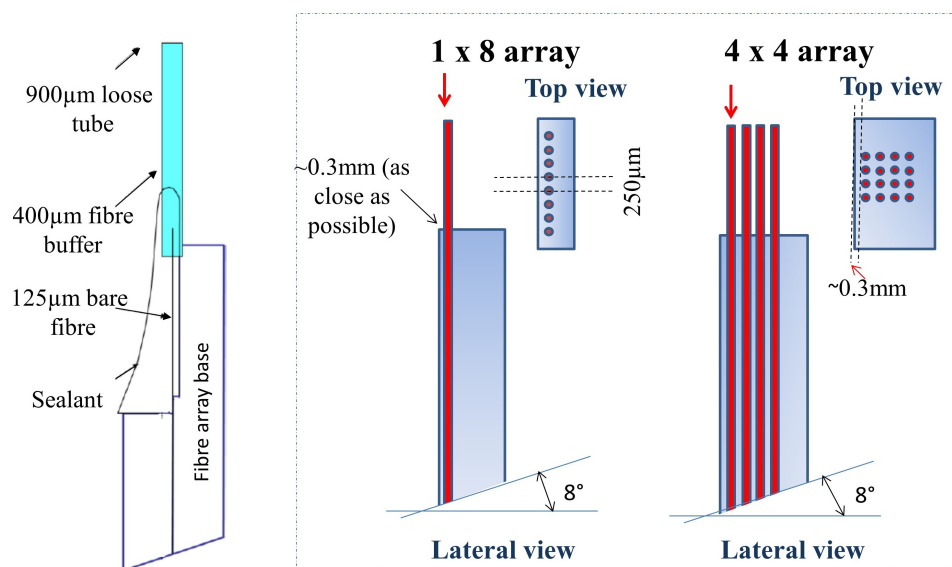 900µm loose
tube
400µm fibre
buffer
125µm bare
fibre
Sealant
Fibre array base
1 x 8 array
Top view
~0.3mm (as
close as
possible)
250µm
8°
Lateral view
4 x 4 array
Top view
~0.3mm
8°
Lateral view